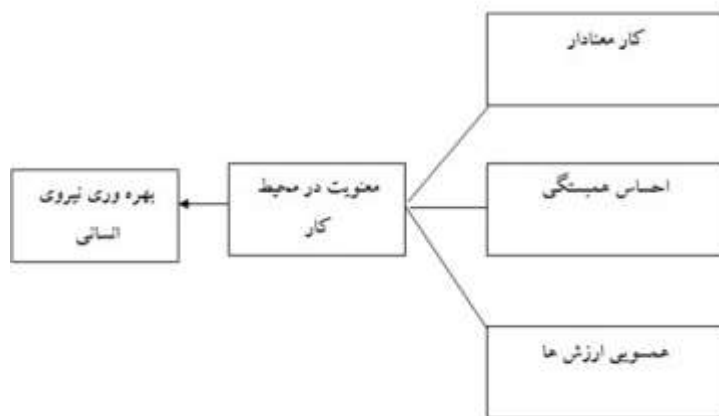 کار معنادار
احساس همبستگی
معنویت در محیط
کار
بهره وری نیروی
انسانی
همسویی ارزش ها